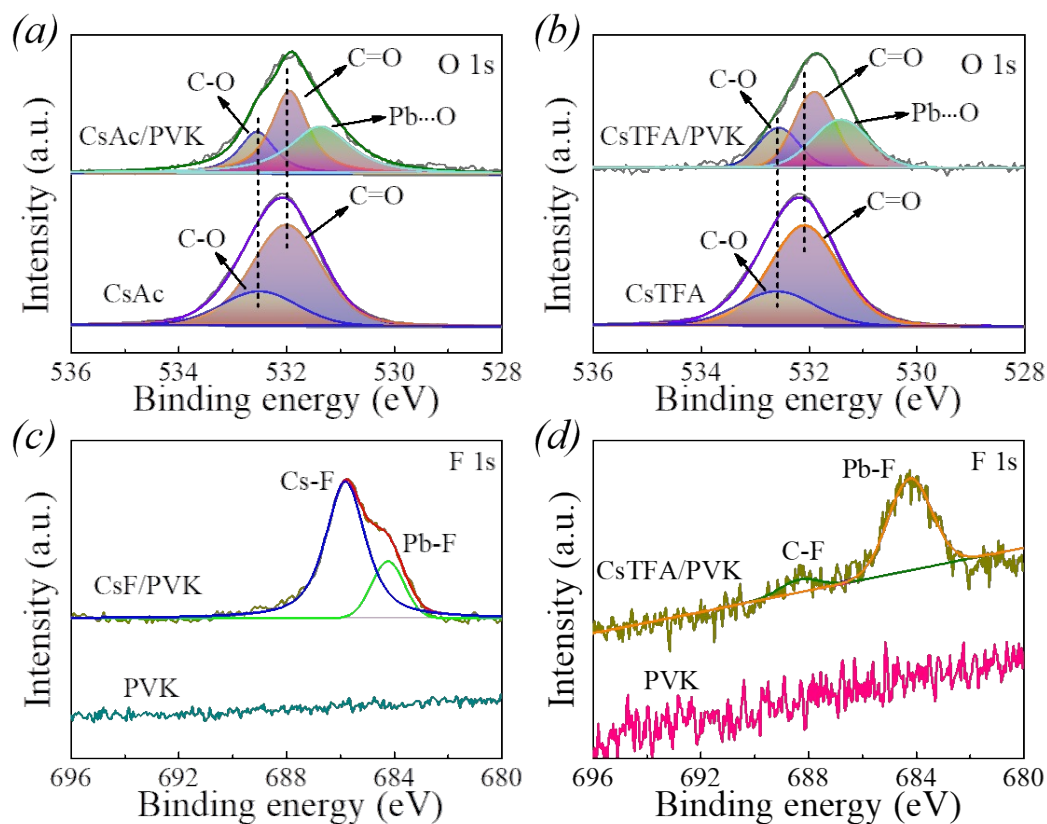 (a)
O 1s
C=O
C-O
CsAc/PVK
Pb···O
C=O
C-O
CsAc
Intensity (a.u.)
536 534 532 530 528
Binding energy (eV)
(b)
O 1s
C=O
C-O
CsTFA/PVK
Pb···O
C=O
C-O
CsTFA
Intensity (a.u.)
536 534 532 530 528
Binding energy (eV)
(c)
F 1s
Cs-F
Pb-F
CsF/PVK
PVK
Intensity (a.u.)
696 692 688 684 680
Binding energy (eV)
(d)
F 1s
Pb-F
C-F
CsTFA/PVK
PVK
Intensity (a.u.)
696 692 688 684 680
Binding energy (eV)